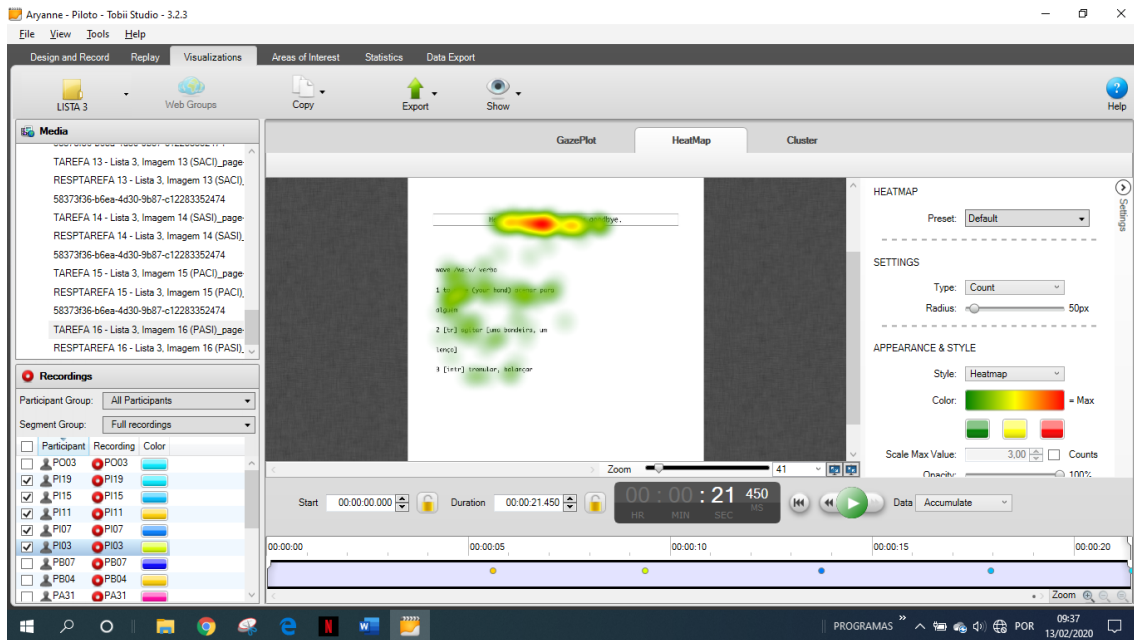 Aryanne - Piloto - Tobii Studio - 3.2.3
File View Tools Help
Design and Record Replay Visualizations Areas of Interest Statistics Data Export
LISTA 3 Web Groups Copy Export Show Help
Media
TAREFA 13 - Lista 3, Imagem 13 (SACI)_page-
RESPTAREFA 13 - Lista 3, Imagem 13 (SACI)_
58373f36-b6ea-4d30-9b87-c12283352474
TAREFA 14 - Lista 3, Imagem 14 (SASI)_page-
RESPTAREFA 14 - Lista 3, Imagem 14 (SASI)_
58373f36-b6ea-4d30-9b87-c12283352474
TAREFA 15 - Lista 3, Imagem 15 (PACI)_page-
RESPTAREFA 15 - Lista 3, Imagem 15 (PACI)_
58373f36-b6ea-4d30-9b87-c12283352474
TAREFA 16 - Lista 3, Imagem 16 (PASI)_page-
RESPTAREFA 16 - Lista 3, Imagem 16 (PASI)_
Recordings
Participant Group: All Participants
Segment Group: Full recordings
Participant Recording Color
PO03 PO03
PI19 PI19
PI15 PI15
PI11 PI11
PI07 PI07
PI03 PI03
PB07 PB07
PB04 PB04
PA31 PA31
GazePlot HeatMap Cluster
goodbye.
wave verbo
1 (your hand) acenar para
alguém
2 [tr] agitar [uma bandeira, um
lenço]
3 [intr] tremular, balançar
HEATMAP
Preset: Default
SETTINGS
Type: Count
Radius: 50px
APPEARANCE & STYLE
Style: Heatmap
Color: = Max
Scale Max Value: 3,00 Counts
Opacity: 100%
Settings
Zoom 41
Start 00:00:00.000 Duration 00:00:21.450 00 : 00 : 21 450 Data Accumulate
HR MIN SEC MS
00:00:00 00:00:05 00:00:10 00:00:15 00:00:20
Zoom
PROGRAMAS POR 09:37
13/02/2020